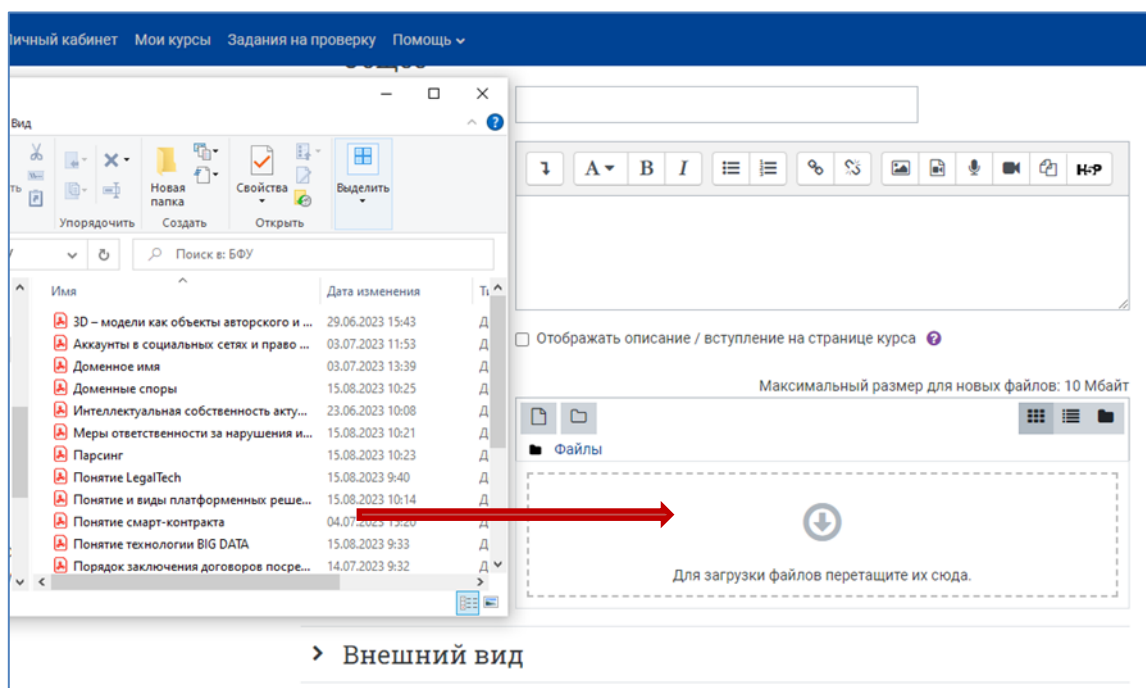 Личный кабинет Мои курсы Задания на проверку Помощь
Вид
Новая папка
Свойства
Выделить
Упорядочить Создать Открыть
Поиск в: БФУ
Имя Дата изменения
3D – модели как объекты авторского и ... 29.06.2023 15:43 Д
Аккаунты в социальных сетях и право ... 03.07.2023 11:53 Д
Доменное имя 03.07.2023 13:39 Д
Доменные споры 15.08.2023 10:25 Д
Интеллектуальная собственность акту... 23.06.2023 10:08 Д
Меры ответственности за нарушения и... 15.08.2023 10:21 Д
Парсинг 15.08.2023 10:23 Д
Понятие LegalTech 15.08.2023 9:40 Д
Понятие и виды платформенных реше... 15.08.2023 10:14 Д
Понятие смарт-контракта 04.07.2023
Понятие технологии BIG DATA 15.08.2023 9:33 Д
Порядок заключения договоров посре... 14.07.2023 9:32 Д
A B I H5P
Отображать описание / вступление на странице курса
Максимальный размер для новых файлов: 10 Мбайт
Файлы
Для загрузки файлов перетащите их сюда.
Внешний вид